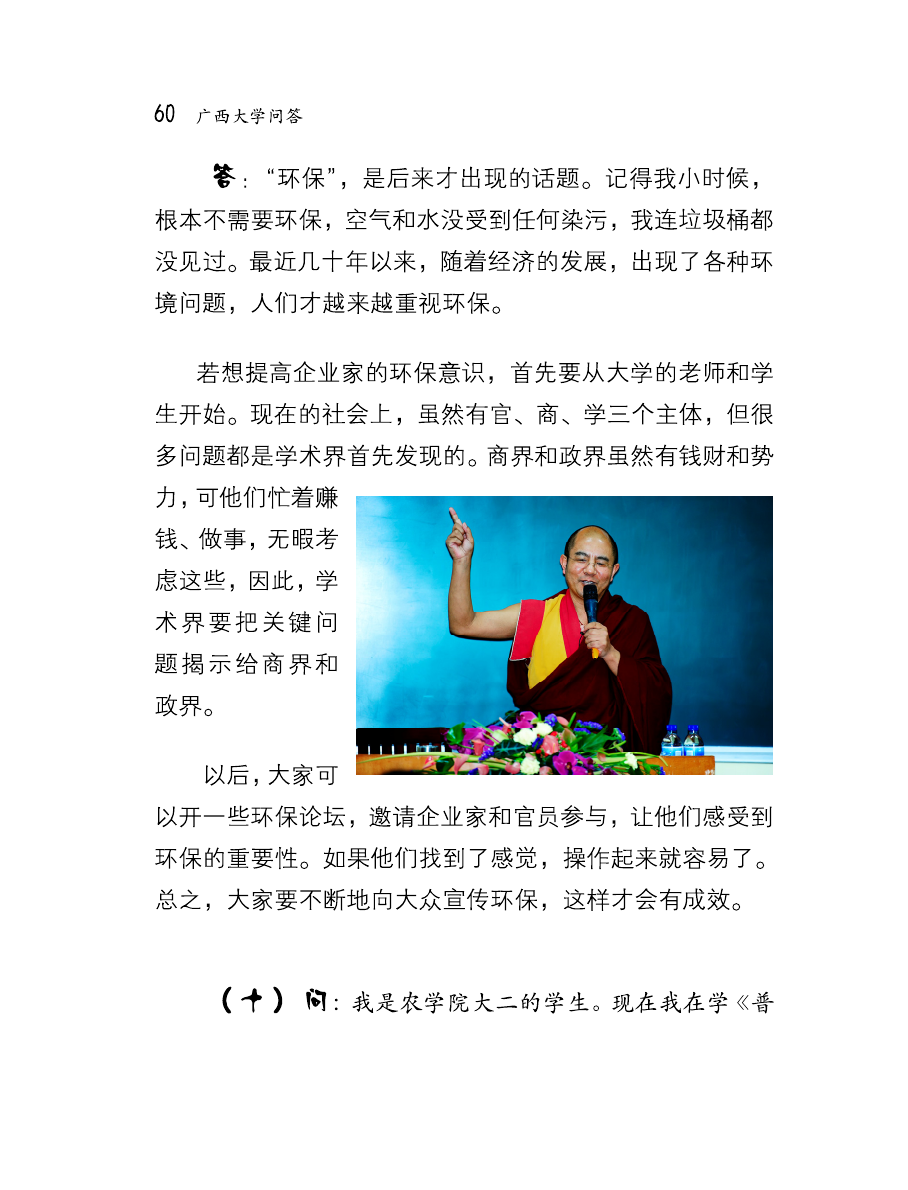 60 广西大学问答
答：“环保”，是后来才出现的话题。记得我小时候，
根本不需要环保，空气和水没受到任何染污，我连垃圾桶都
没见过。最近几十年以来，随着经济的发展，出现了各种环
境问题，人们才越来越重视环保。
若想提高企业家的环保意识，首先要从大学的老师和学
生开始。现在的社会上，虽然有官、商、学三个主体，但很
多问题都是学术界首先发现的。商界和政界虽然有钱财和势
力，可他们忙着赚
钱、做事，无暇考
虑这些，因此，学
术界要把关键问
题揭示给商界和
政界。
以后，大家可
以开一些环保论坛，邀请企业家和官员参与，让他们感受到
环保的重要性。如果他们找到了感觉，操作起来就容易了。
总之，大家要不断地向大众宣传环保，这样才会有成效。
（十）问：我是农学院大二的学生。现在我在学《普